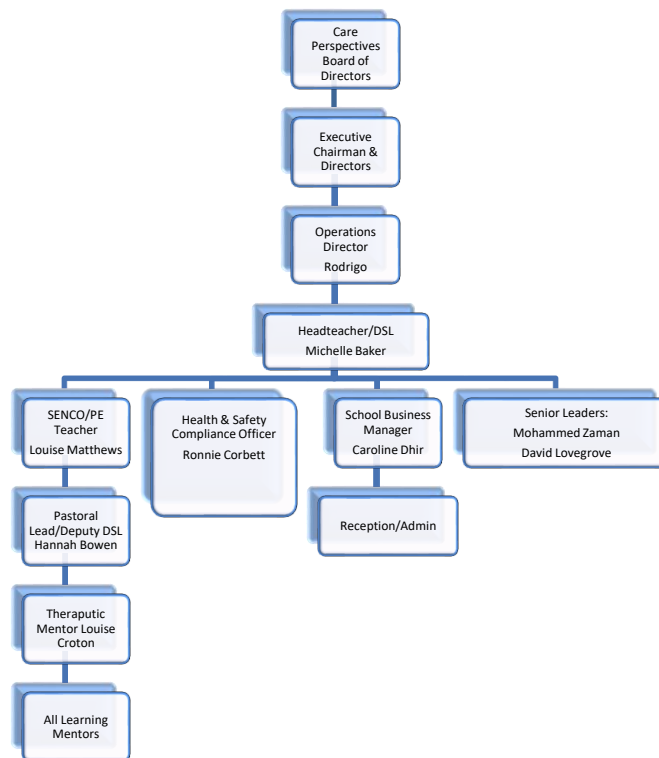 Care
Perspectives
Board of
Directors
Executive
Chairman &
Directors
Operations
Director
Rodrigo
Headteacher/DSL
Michelle Baker
SENCO/PE
Teacher
Louise Matthews
Health & Safety
Compliance Officer
Ronnie Corbett
School Business
Manager
Caroline Dhir
Senior Leaders:
Mohammed Zaman
David Lovegrove
Pastoral
Lead/Deputy DSL
Hannah Bowen
Reception/Admin
Theraputic
Mentor Louise
Croton
All Learning
Mentors